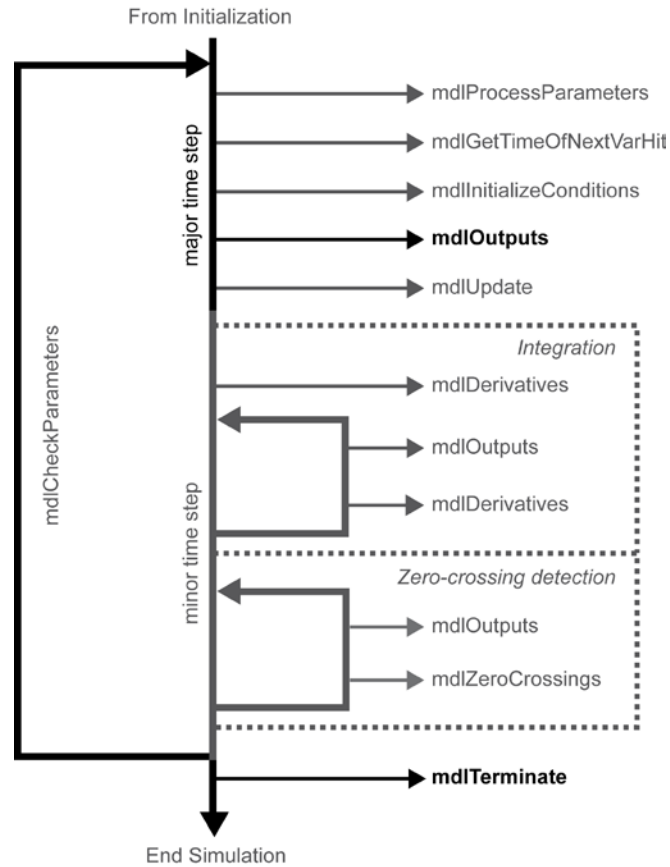 From Initialization
mdlProcessParameters
mdlGetTimeOfNextVarHit
mdlInitializeConditions
mdlOutputs
mdlUpdate
major time step
Integration
mdlDerivatives
mdlOutputs
mdlDerivatives
mdlCheckParameters
minor time step
Zero-crossing detection
mdlOutputs
mdlZeroCrossings
mdlTerminate
End Simulation